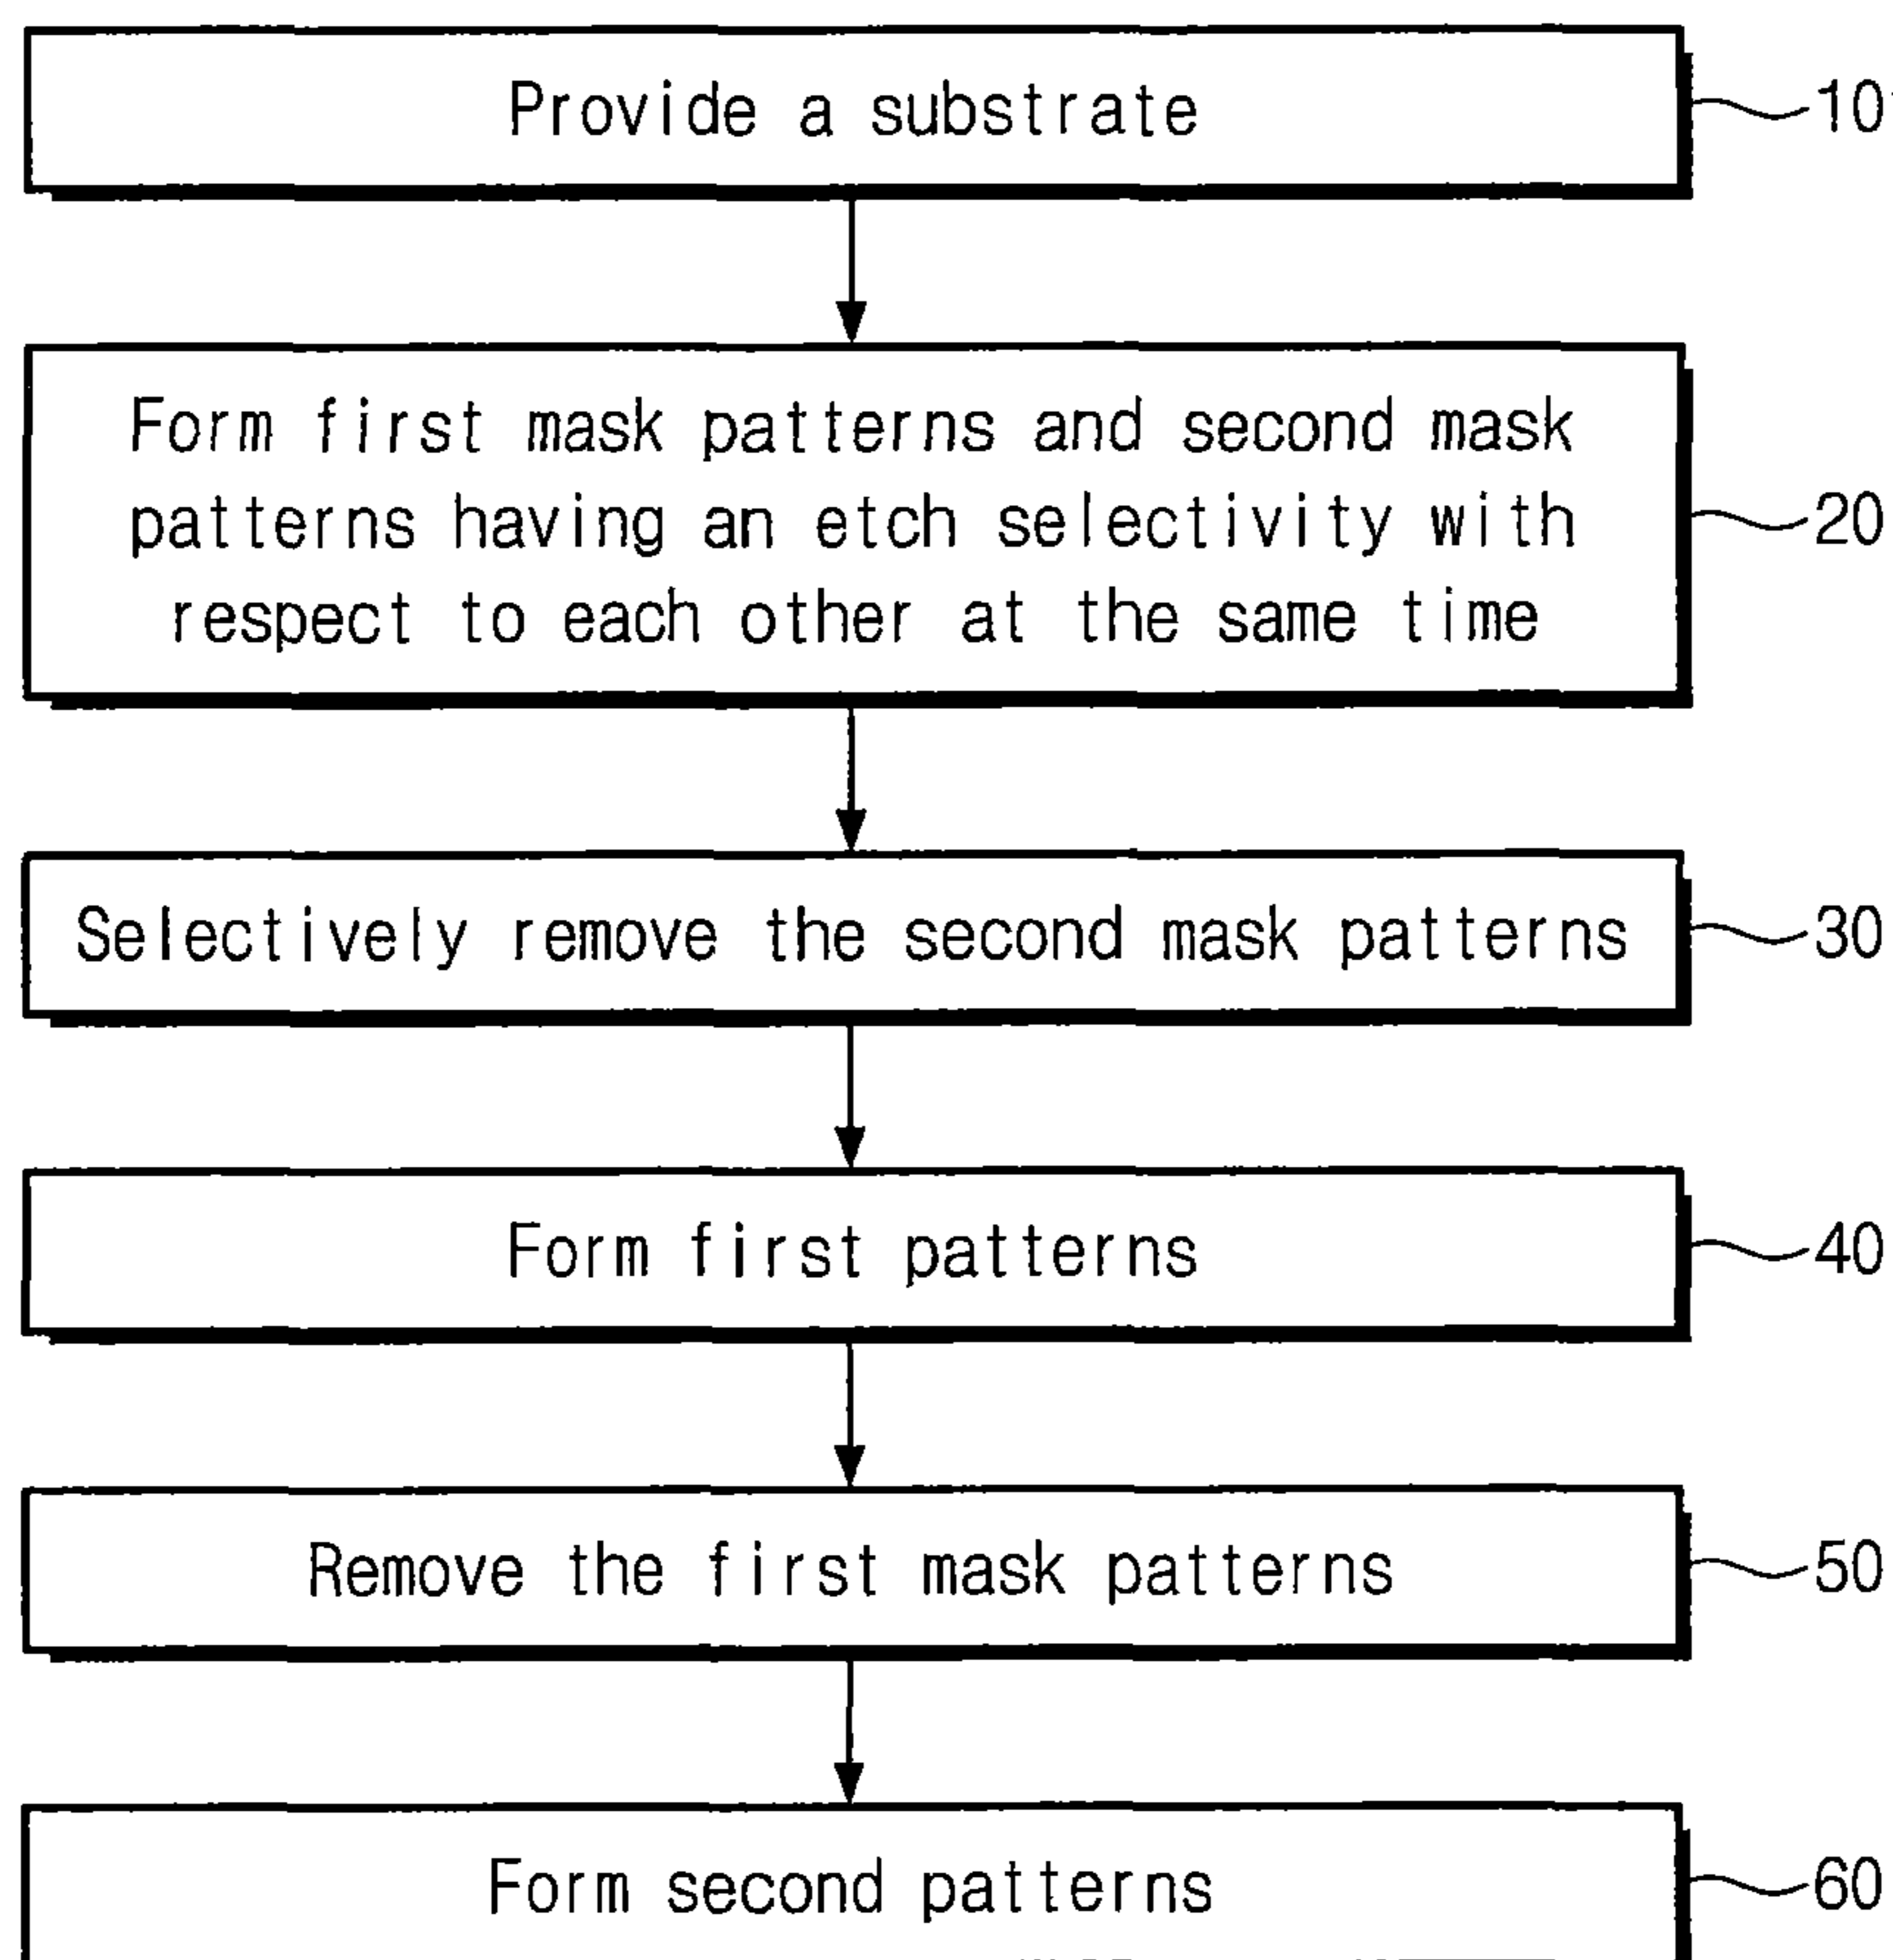 Provide a substrate
10
Form first mask patterns and second mask
patterns having an etch selectivity with
respect to each other at the same time
20
Selectively remove the second mask patterns
30
Form first patterns
40
Remove the first mask patterns
50
Form second patterns
60